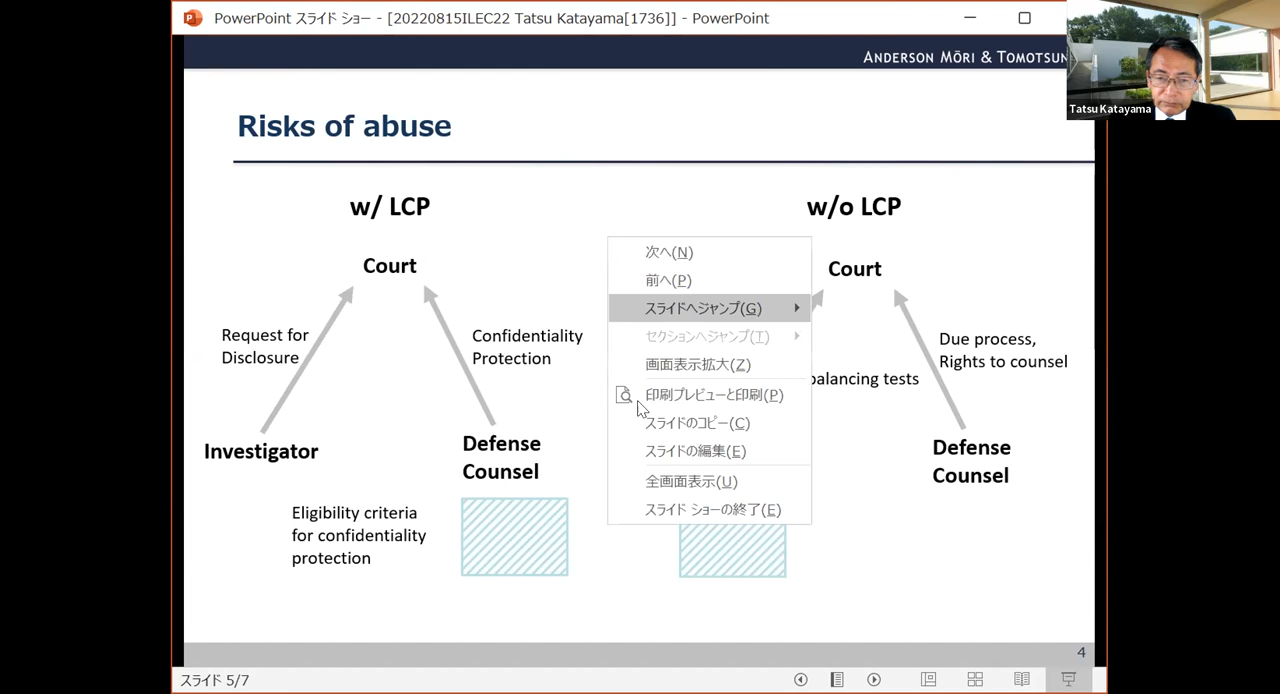 PowerPoint スライド ショー - [20220815ILEC22 Tatsu Katayama[1736]] - PowerPoint
ANDERSON MŌRI & TOMOTSUN
Tatsu Katayama
Risks of abuse
w/ LCP
w/o LCP
Court
Court
Request for
Disclosure
Confidentiality
Protection
Due process,
Rights to counsel
balancing tests
Investigator
Defense
Counsel
Defense
Counsel
Eligibility criteria
for confidentiality
protection
次へ(N)
前へ(P)
スライドへジャンプ(G)
セクションへジャンプ(T)
画面表示拡大(Z)
印刷プレビューと印刷(P)
スライドのコピー(C)
スライドの編集(E)
全画面表示(U)
スライド ショーの終了(E)
4
スライド 5/7